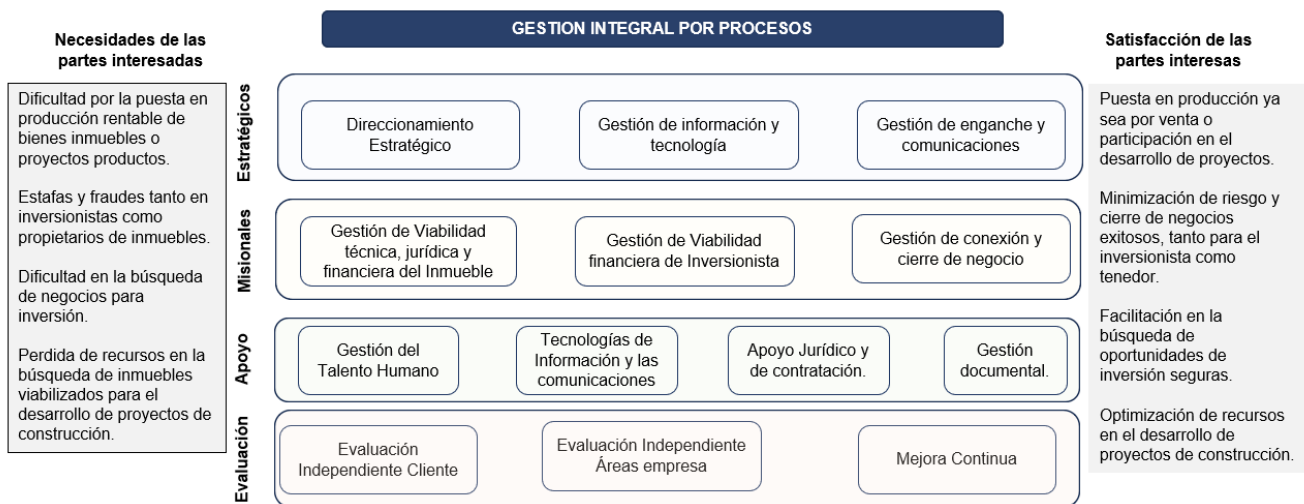 GESTION INTEGRAL POR PROCESOS
Necesidades de las
partes interesadas
Dificultad por la puesta en
producción rentable de
bienes inmuebles o
proyectos productos.
Estafas y fraudes tanto en
inversionistas como
propietarios de inmuebles.
Dificultad en la búsqueda
de negocios para
inversión.
Perdida de recursos en la
búsqueda de inmuebles
viabilizados para el
desarrollo de proyectos de
construcción.
Estratégicos
Direccionamiento
Estratégico
Gestión de información y
tecnología
Gestión de enganche y
comunicaciones
Misionales
Gestión de Viabilidad
técnica, jurídica y
financiera del Inmueble
Gestión de Viabilidad
financiera de Inversionista
Gestión de conexión y
cierre de negocio
Apoyo
Gestión del
Talento Humano
Tecnologías de
Información y las
comunicaciones
Apoyo Jurídico y
de contratación.
Gestión
documental.
Evaluación
Evaluación
Independiente Cliente
Evaluación Independiente
Áreas empresa
Mejora Continua
Satisfacción de las
partes interesas
Puesta en producción ya
sea por venta o
participación en el
desarrollo de proyectos.
Minimización de riesgo y
cierre de negocios
exitosos, tanto para el
inversionista como
tenedor.
Facilitación en la
búsqueda de
oportunidades de
inversión seguras.
Optimización de recursos
en el desarrollo de
proyectos de construcción.